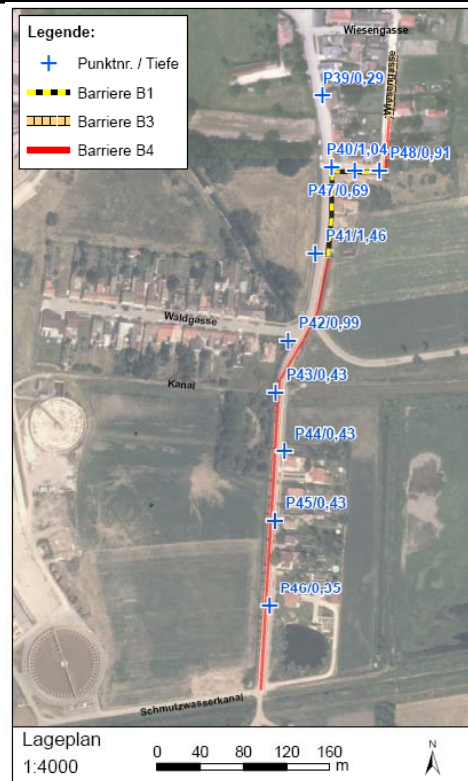 Legende:
Punktnr. / Tiefe
Barriere B1
Barriere B3
Barriere B4
Wiesengasse
Wiesengasse
P39/0,29
P40/1,04
P48/0,91
P47/0,69
P41/1,46
Waldgasse
P42/0,99
Kanal
P43/0,43
P44/0,43
P45/0,43
P46/0,35
Schmutzwasserkanal
Lageplan
1:4000
0 40 80 120 160
m
N